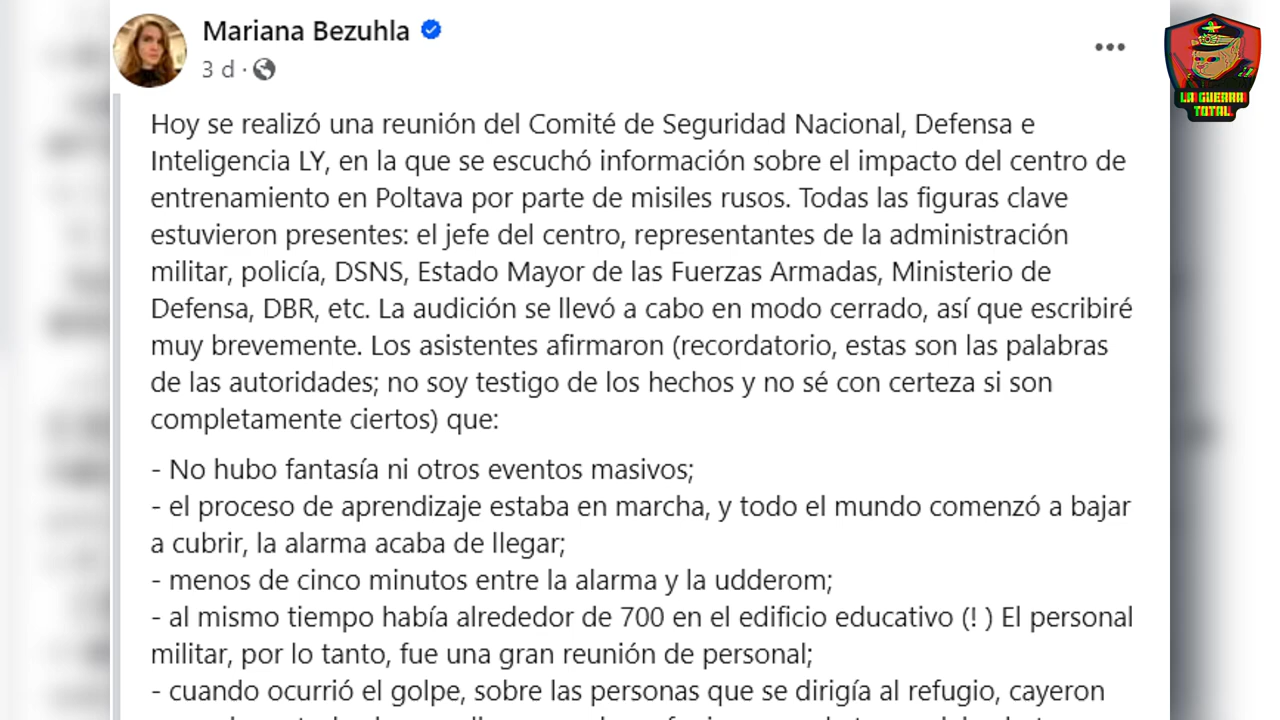 Mariana Bezuhla
3 d ·
LA GUERRA
TOTAL
Hoy se realizó una reunión del Comité de Seguridad Nacional, Defensa e
Inteligencia LY, en la que se escuchó información sobre el impacto del centro de
entrenamiento en Poltava por parte de misiles rusos. Todas las figuras clave
estuvieron presentes: el jefe del centro, representantes de la administración
militar, policía, DSNS, Estado Mayor de las Fuerzas Armadas, Ministerio de
Defensa, DBR, etc. La audición se llevó a cabo en modo cerrado, así que escribiré
muy brevemente. Los asistentes afirmaron (recordatorio, estas son las palabras
de las autoridades; no soy testigo de los hechos y no sé con certeza si son
completamente ciertos) que:
- No hubo fantasía ni otros eventos masivos;
- el proceso de aprendizaje estaba en marcha, y todo el mundo comenzó a bajar
a cubrir, la alarma acaba de llegar;
- menos de cinco minutos entre la alarma y la udderom;
- al mismo tiempo había alrededor de 700 en el edificio educativo (! ) El personal
militar, por lo tanto, fue una gran reunión de personal;
- cuando ocurrió el golpe, sobre las personas que se dirigía al refugio, cayeron